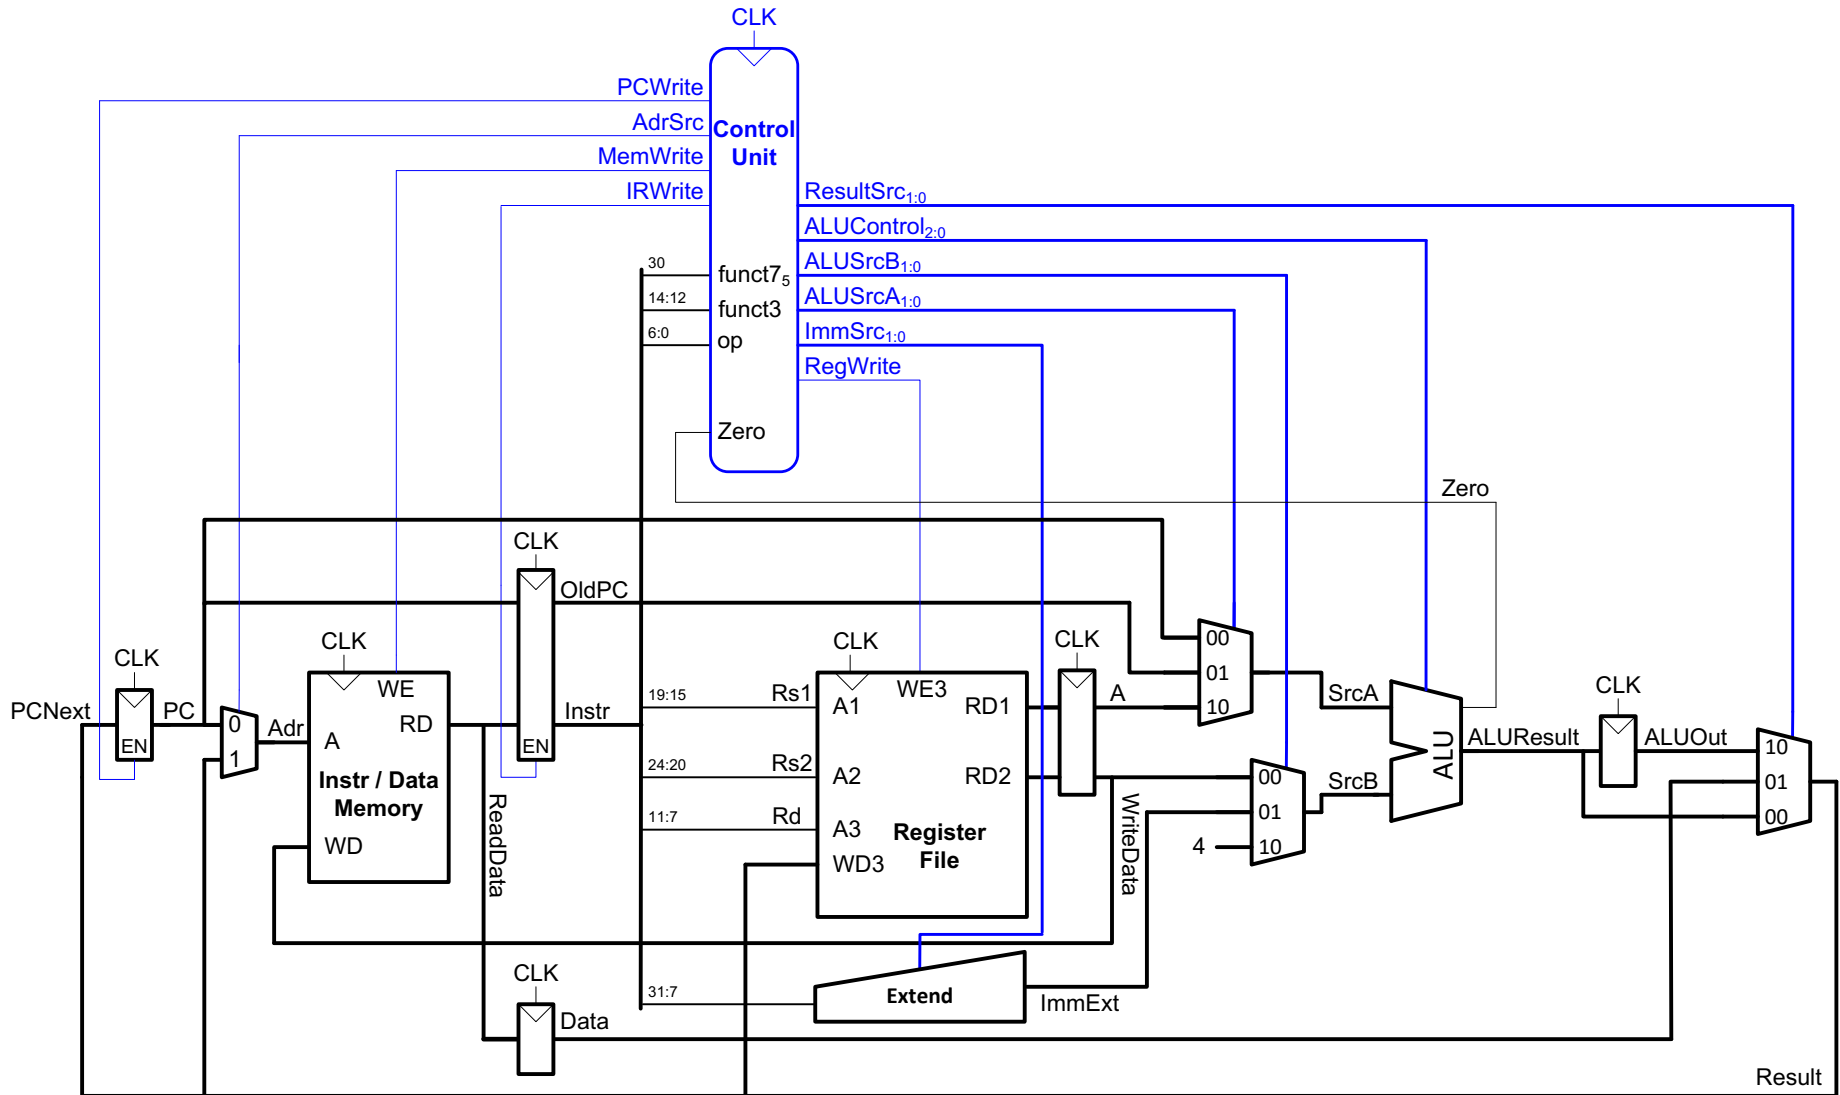 CLK
PCWrite
AdrSrc
MemWrite
IRWrite
Control
Unit
ResultSrc1:0
ALUControl2:0
ALUSrcB1:0
ALUSrcA1:0
ImmSrc1:0
RegWrite
30
funct75
14:12
funct3
6:0
op
Zero
Zero
CLK
OldPC
CLK
PCNext
EN
PC
0
1
Adr
CLK
WE
RD
A
Instr / Data
Memory
WD
EN
Instr
ReadData
19:15
Rs1
24:20
Rs2
11:7
Rd
CLK
WE3
A1
RD1
A2
RD2
A3
WD3
Register
File
CLK
A
WriteData
00
01
10
SrcA
00
01
4
10
SrcB
ALU
ALUResult
CLK
ALUOut
10
01
00
31:7
Extend
ImmExt
CLK
Data
Result